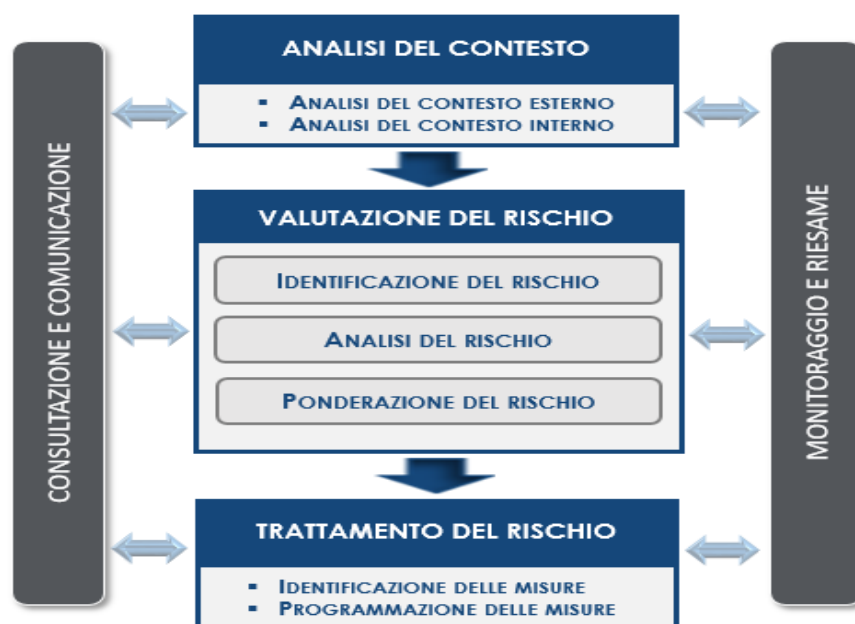 CONSULTAZIONE E COMUNICAZIONE
ANALISI DEL CONTESTO
▪ ANALISI DEL CONTESTO ESTERNO
▪ ANALISI DEL CONTESTO INTERNO
VALUTAZIONE DEL RISCHIO
IDENTIFICAZIONE DEL RISCHIO
ANALISI DEL RISCHIO
PONDERAZIONE DEL RISCHIO
TRATTAMENTO DEL RISCHIO
▪ IDENTIFICAZIONE DELLE MISURE
▪ PROGRAMMAZIONE DELLE MISURE
MONITORAGGIO E RIESAME